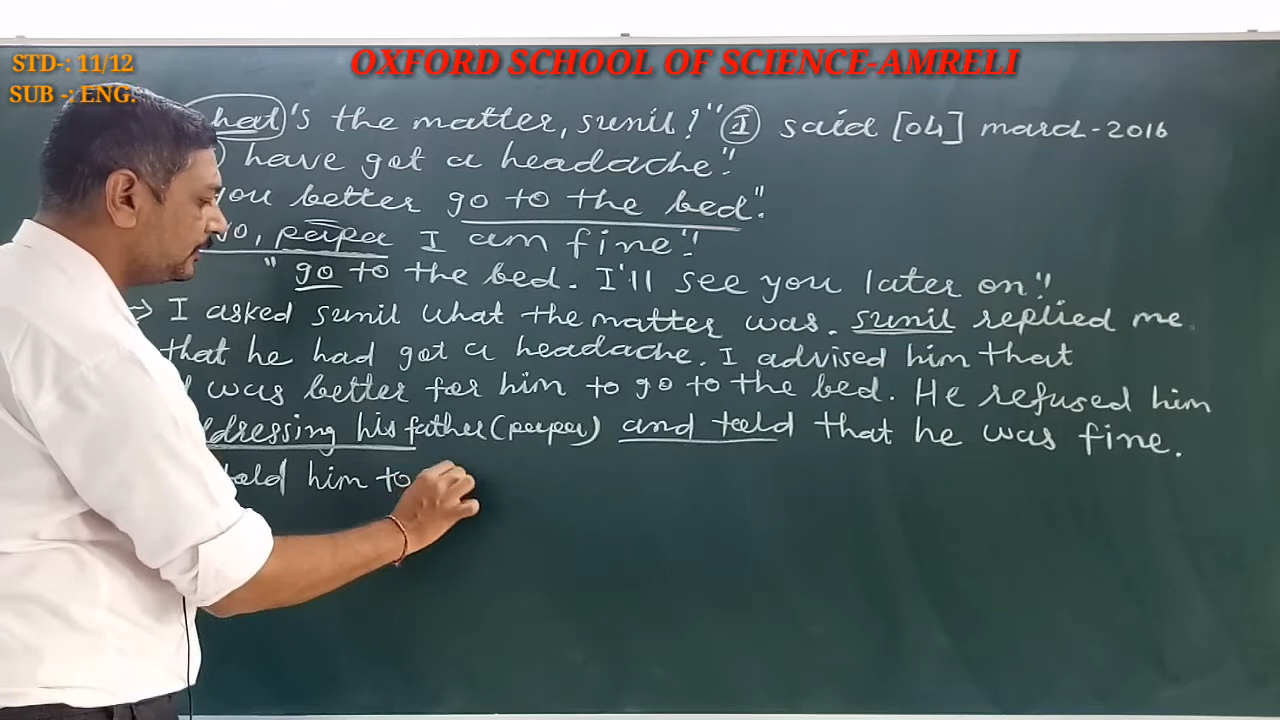 STD-: 11/12
SUB -: ENG.
OXFORD SCHOOL OF SCIENCE-AMRELI
hat's the matter, sunil?" I said [04] march-2016
have got a headache".
you better go to the bed".
No, papa I am fine".
"go to the bed. I'll see you later on".
→ I asked sunil what the matter was. sunil replied me
that he had got a headache. I advised him that
was better for him to go to the bed. He refused him
ddressing his father (papa) and told that he was fine.
told him to